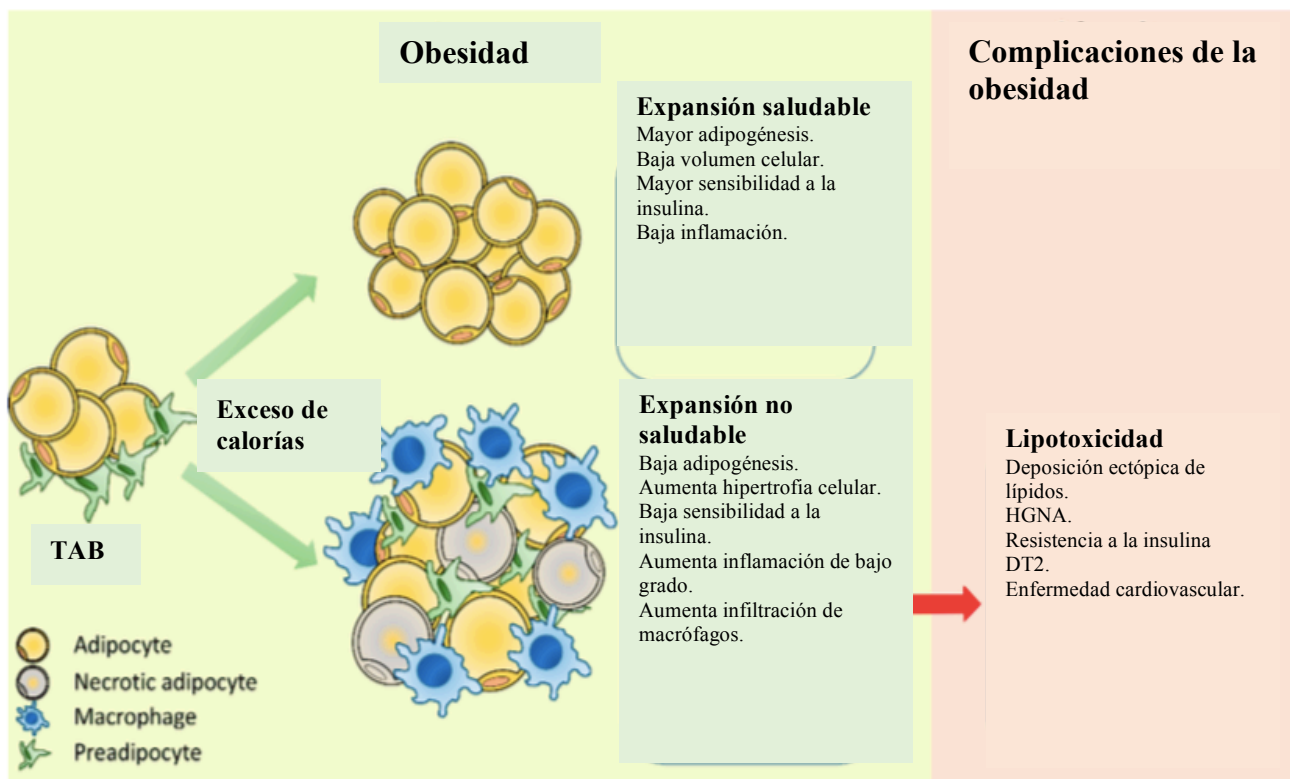 Obesidad
Complicaciones de la
obesidad
Expansión saludable
Mayor adipogénesis.
Baja volumen celular.
Mayor sensibilidad a la
insulina.
Baja inflamación.
Exceso de
calorías
TAB
Expansión no
saludable
Baja adipogénesis.
Aumenta hipertrofia celular.
Baja sensibilidad a la
insulina.
Aumenta inflamación de bajo
grado.
Aumenta infiltración de
macrófagos.
Lipotoxicidad
Deposición ectópica de
lípidos.
HGNA.
Resistencia a la insulina
DT2.
Enfermedad cardiovascular.
Adipocyte
Necrotic adipocyte
Macrophage
Preadipocyte